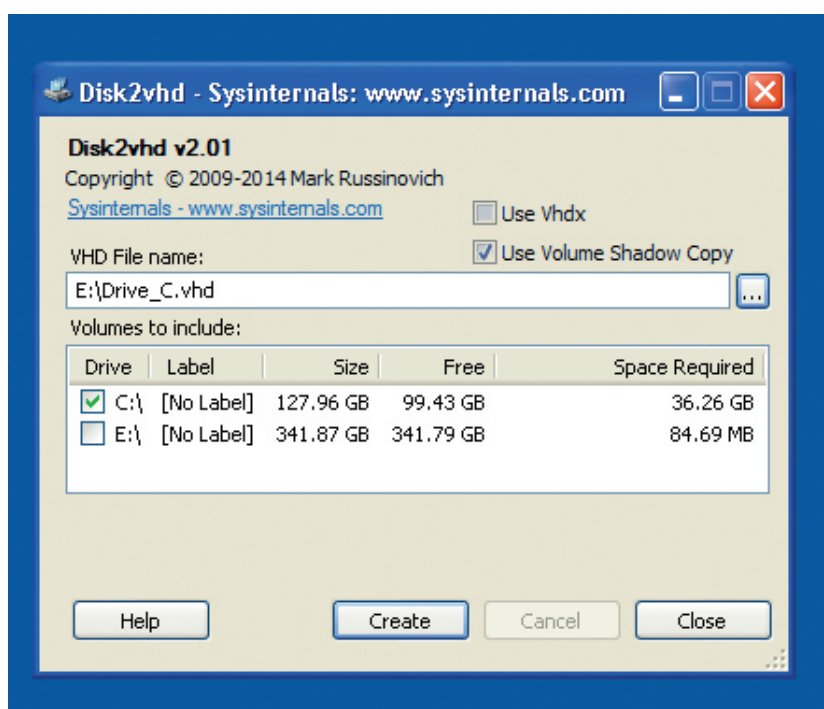 Disk2vhd - Sysinternals: www.sysinternals.com
Disk2vhd v2.01
Copyright © 2009-2014 Mark Russinovich
Sysinternals - www.sysinternals.com
Use Vhdx
VHD File name:
Use Volume Shadow Copy
E:\Drive_C.vhd
...
Volumes to include:
Drive Label Size Free Space Required
C:\ [No Label] 127.96 GB 99.43 GB 36.26 GB
E:\ [No Label] 341.87 GB 341.79 GB 84.69 MB
Help Create Cancel Close